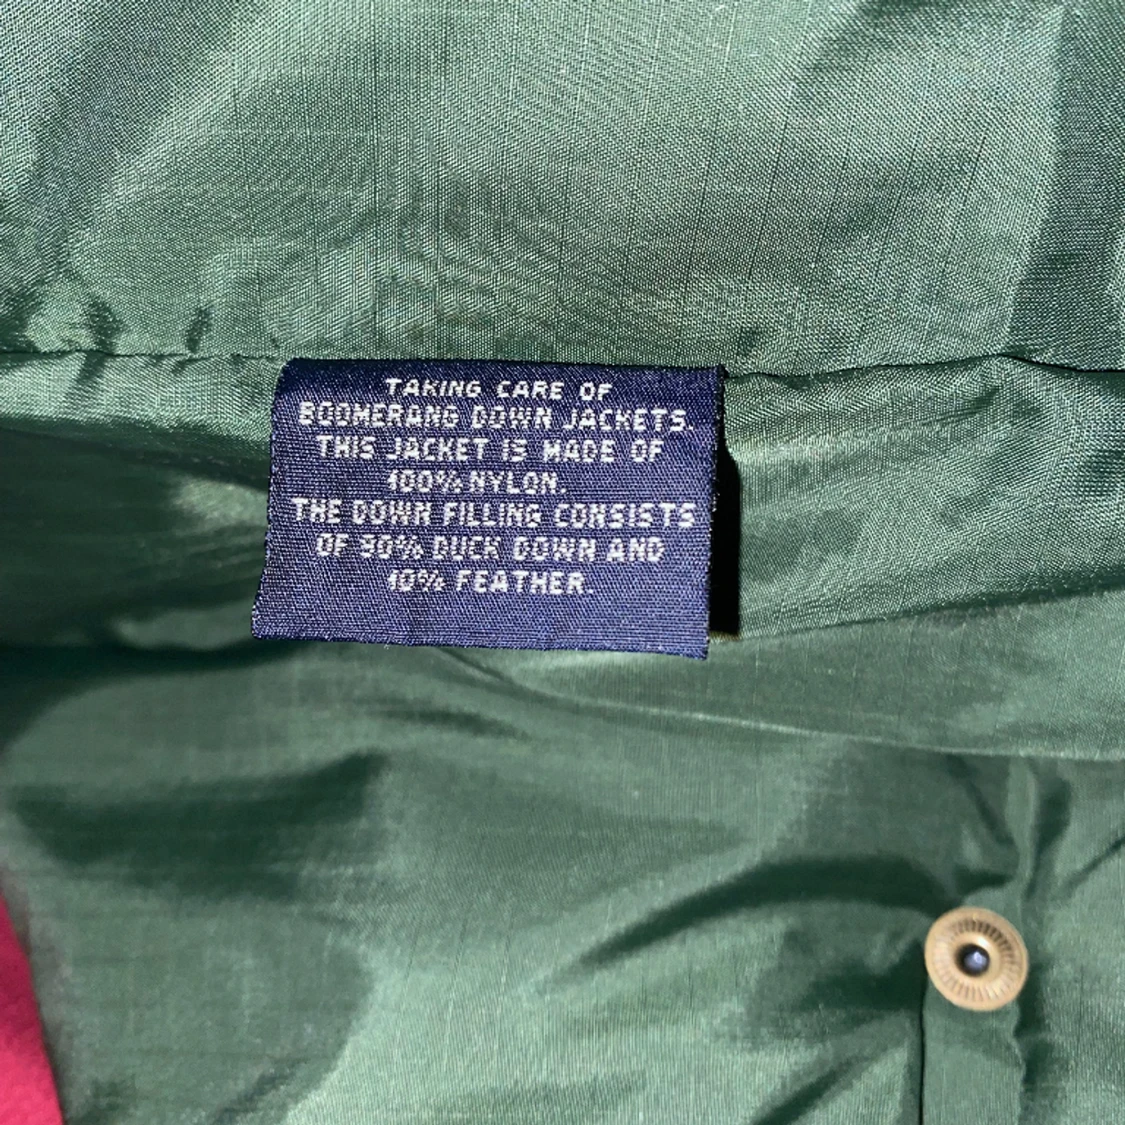 TAKING CARE OF
BOOMERANG DOWN JACKETS.
THIS JACKET IS MADE OF
100% NYLON.
THE DOWN FILLING CONSISTS
OF 90% DUCK DOWN AND
10% FEATHER.